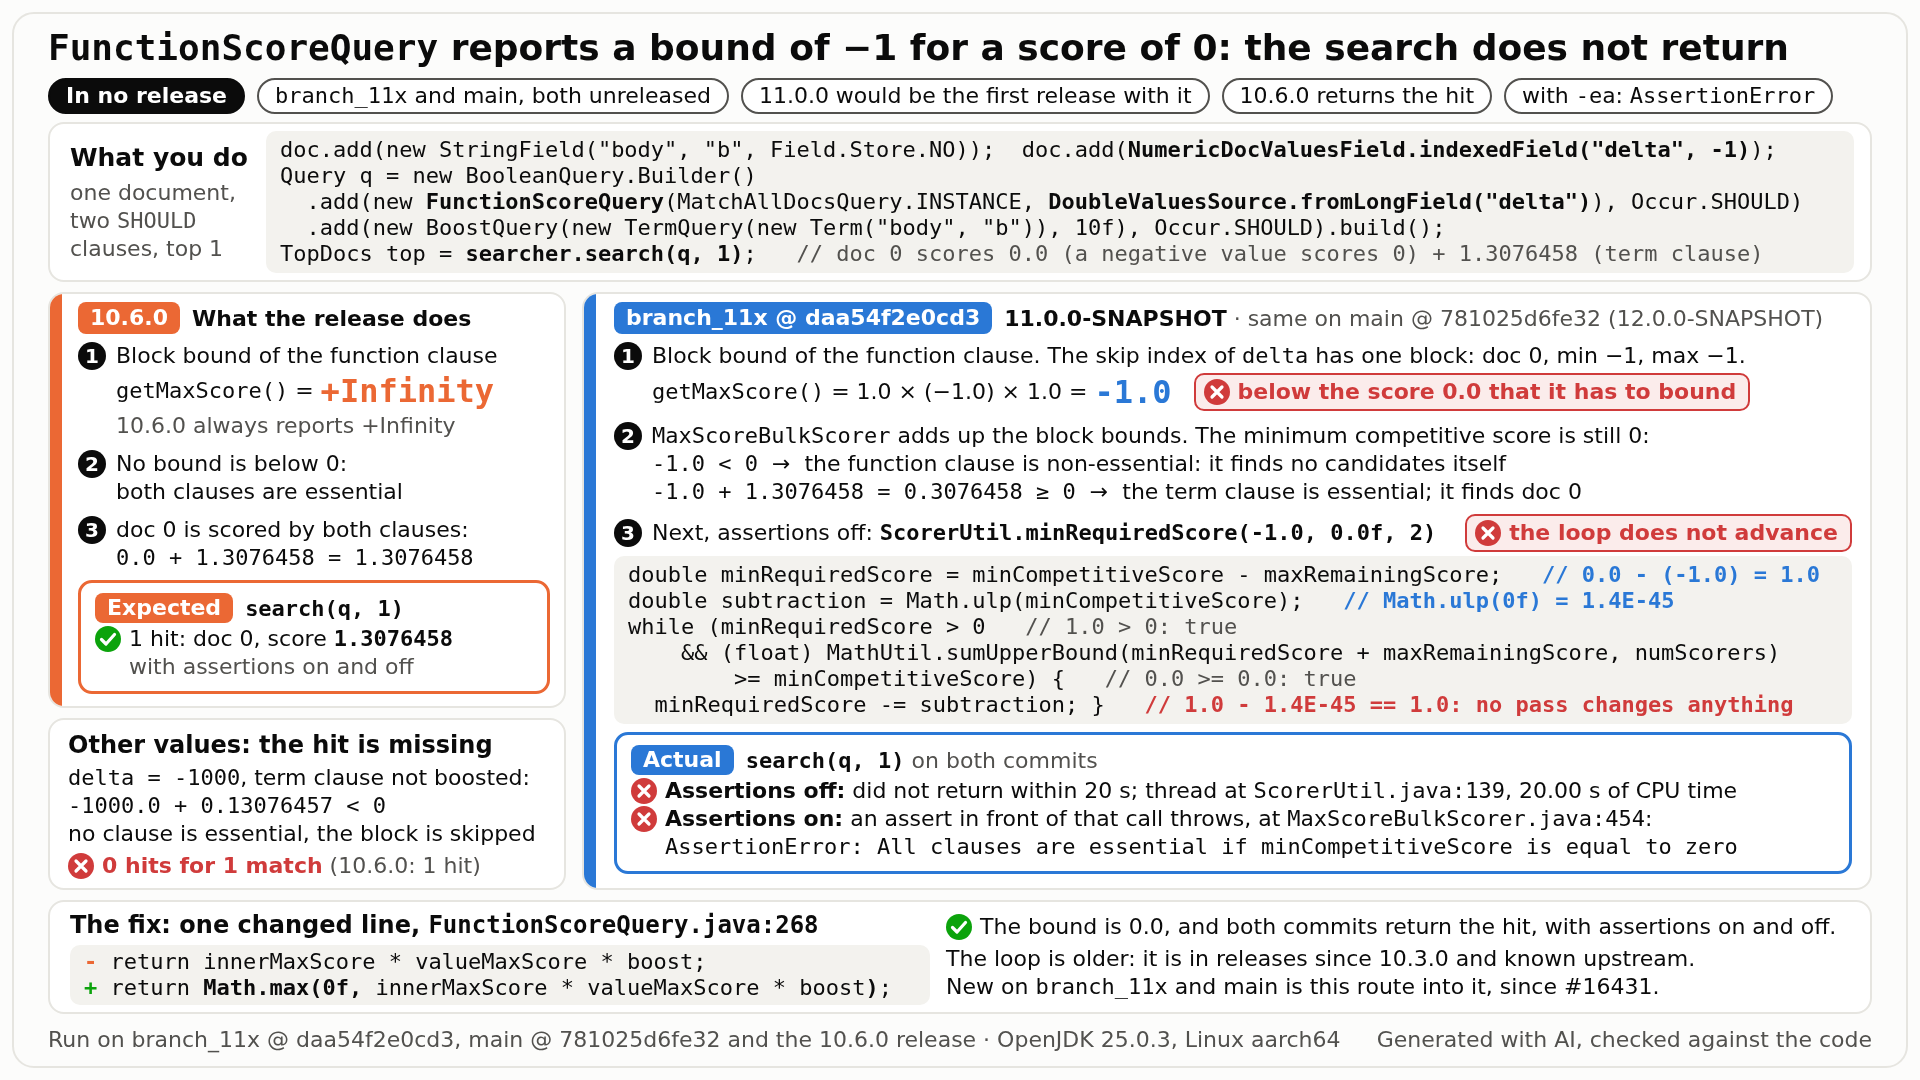 FunctionScoreQuery reports a bound of −1 for a score of 0: the search does not return
In no release
branch_11x and main, both unreleased
11.0.0 would be the first release with it
10.6.0 returns the hit
with -ea: AssertionError
What you do
one document,
two SHOULD
clauses, top 1
doc.add(new StringField("body", "b", Field.Store.NO));  doc.add(NumericDocValuesField.indexedField("delta", -1));
Query q = new BooleanQuery.Builder()
  .add(new FunctionScoreQuery(MatchAllDocsQuery.INSTANCE, DoubleValuesSource.fromLongField("delta")), Occur.SHOULD)
  .add(new BoostQuery(new TermQuery(new Term("body", "b")), 10f), Occur.SHOULD).build();
TopDocs top = searcher.search(q, 1);   // doc 0 scores 0.0 (a negative value scores 0) + 1.3076458 (term clause)
10.6.0 What the release does
1 Block bound of the function clause
getMaxScore() = +Infinity
10.6.0 always reports +Infinity
2 No bound is below 0:
both clauses are essential
3 doc 0 is scored by both clauses:
0.0 + 1.3076458 = 1.3076458
Expected search(q, 1)
1 hit: doc 0, score 1.3076458
with assertions on and off
Other values: the hit is missing
delta = -1000, term clause not boosted:
-1000.0 + 0.13076457 < 0
no clause is essential, the block is skipped
0 hits for 1 match (10.6.0: 1 hit)
branch_11x @ daa54f2e0cd3 11.0.0-SNAPSHOT · same on main @ 781025d6fe32 (12.0.0-SNAPSHOT)
1 Block bound of the function clause. The skip index of delta has one block: doc 0, min −1, max −1.
getMaxScore() = 1.0 × (−1.0) × 1.0 = -1.0 below the score 0.0 that it has to bound
2 MaxScoreBulkScorer adds up the block bounds. The minimum competitive score is still 0:
-1.0 < 0 → the function clause is non-essential: it finds no candidates itself
-1.0 + 1.3076458 = 0.3076458 ≥ 0 → the term clause is essential; it finds doc 0
3 Next, assertions off: ScorerUtil.minRequiredScore(-1.0, 0.0f, 2) the loop does not advance
double minRequiredScore = minCompetitiveScore - maxRemainingScore;   // 0.0 - (-1.0) = 1.0
double subtraction = Math.ulp(minCompetitiveScore);   // Math.ulp(0f) = 1.4E-45
while (minRequiredScore > 0   // 1.0 > 0: true
    && (float) MathUtil.sumUpperBound(minRequiredScore + maxRemainingScore, numScorers)
        >= minCompetitiveScore) {   // 0.0 >= 0.0: true
  minRequiredScore -= subtraction; }   // 1.0 - 1.4E-45 == 1.0: no pass changes anything
Actual search(q, 1) on both commits
Assertions off: did not return within 20 s; thread at ScorerUtil.java:139, 20.00 s of CPU time
Assertions on: an assert in front of that call throws, at MaxScoreBulkScorer.java:454:
AssertionError: All clauses are essential if minCompetitiveScore is equal to zero
The fix: one changed line, FunctionScoreQuery.java:268
- return innerMaxScore * valueMaxScore * boost;
+ return Math.max(0f, innerMaxScore * valueMaxScore * boost);
The bound is 0.0, and both commits return the hit, with assertions on and off.
The loop is older: it is in releases since 10.3.0 and known upstream.
New on branch_11x and main is this route into it, since #16431.
Run on branch_11x @ daa54f2e0cd3, main @ 781025d6fe32 and the 10.6.0 release · OpenJDK 25.0.3, Linux aarch64
Generated with AI, checked against the code